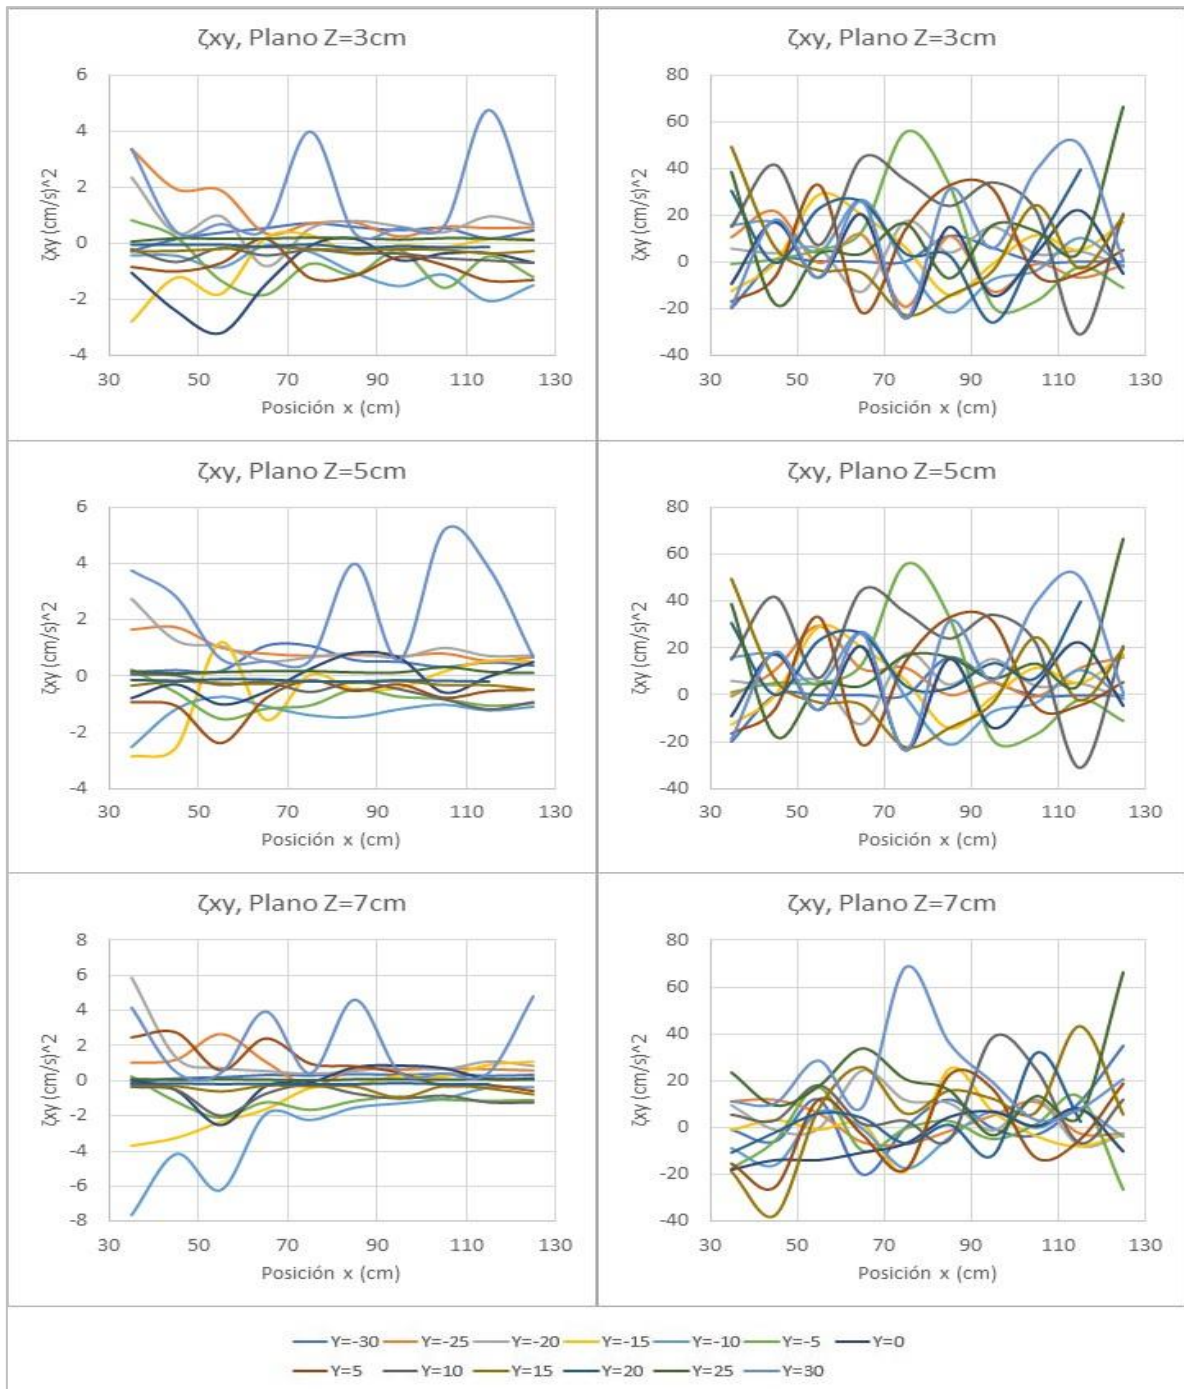 ζxy, Plano Z=3cm
6
4
2
0
-2
-4
30 50 70 90 110 130
ζxy (cm/s)^2
Posición x (cm)
ζxy, Plano Z=3cm
80
60
40
20
0
-20
-40
30 50 70 90 110 130
ζxy (cm/s)^2
Posición x (cm)
ζxy, Plano Z=5cm
6
4
2
0
-2
-4
30 50 70 90 110 130
ζxy (cm/s)^2
Posición x (cm)
ζxy, Plano Z=5cm
80
60
40
20
0
-20
-40
30 50 70 90 110 130
ζxy (cm/s)^2
Posición x (cm)
ζxy, Plano Z=7cm
8
6
4
2
0
-2
-4
-6
-8
30 50 70 90 110 130
ζxy (cm/s)^2
Posición x (cm)
ζxy, Plano Z=7cm
80
60
40
20
0
-20
-40
30 50 70 90 110 130
ζxy (cm/s)^2
Posición x (cm)
Y=-30 Y=-25 Y=-20 Y=-15 Y=-10 Y=-5 Y=0
Y=5 Y=10 Y=15 Y=20 Y=25 Y=30